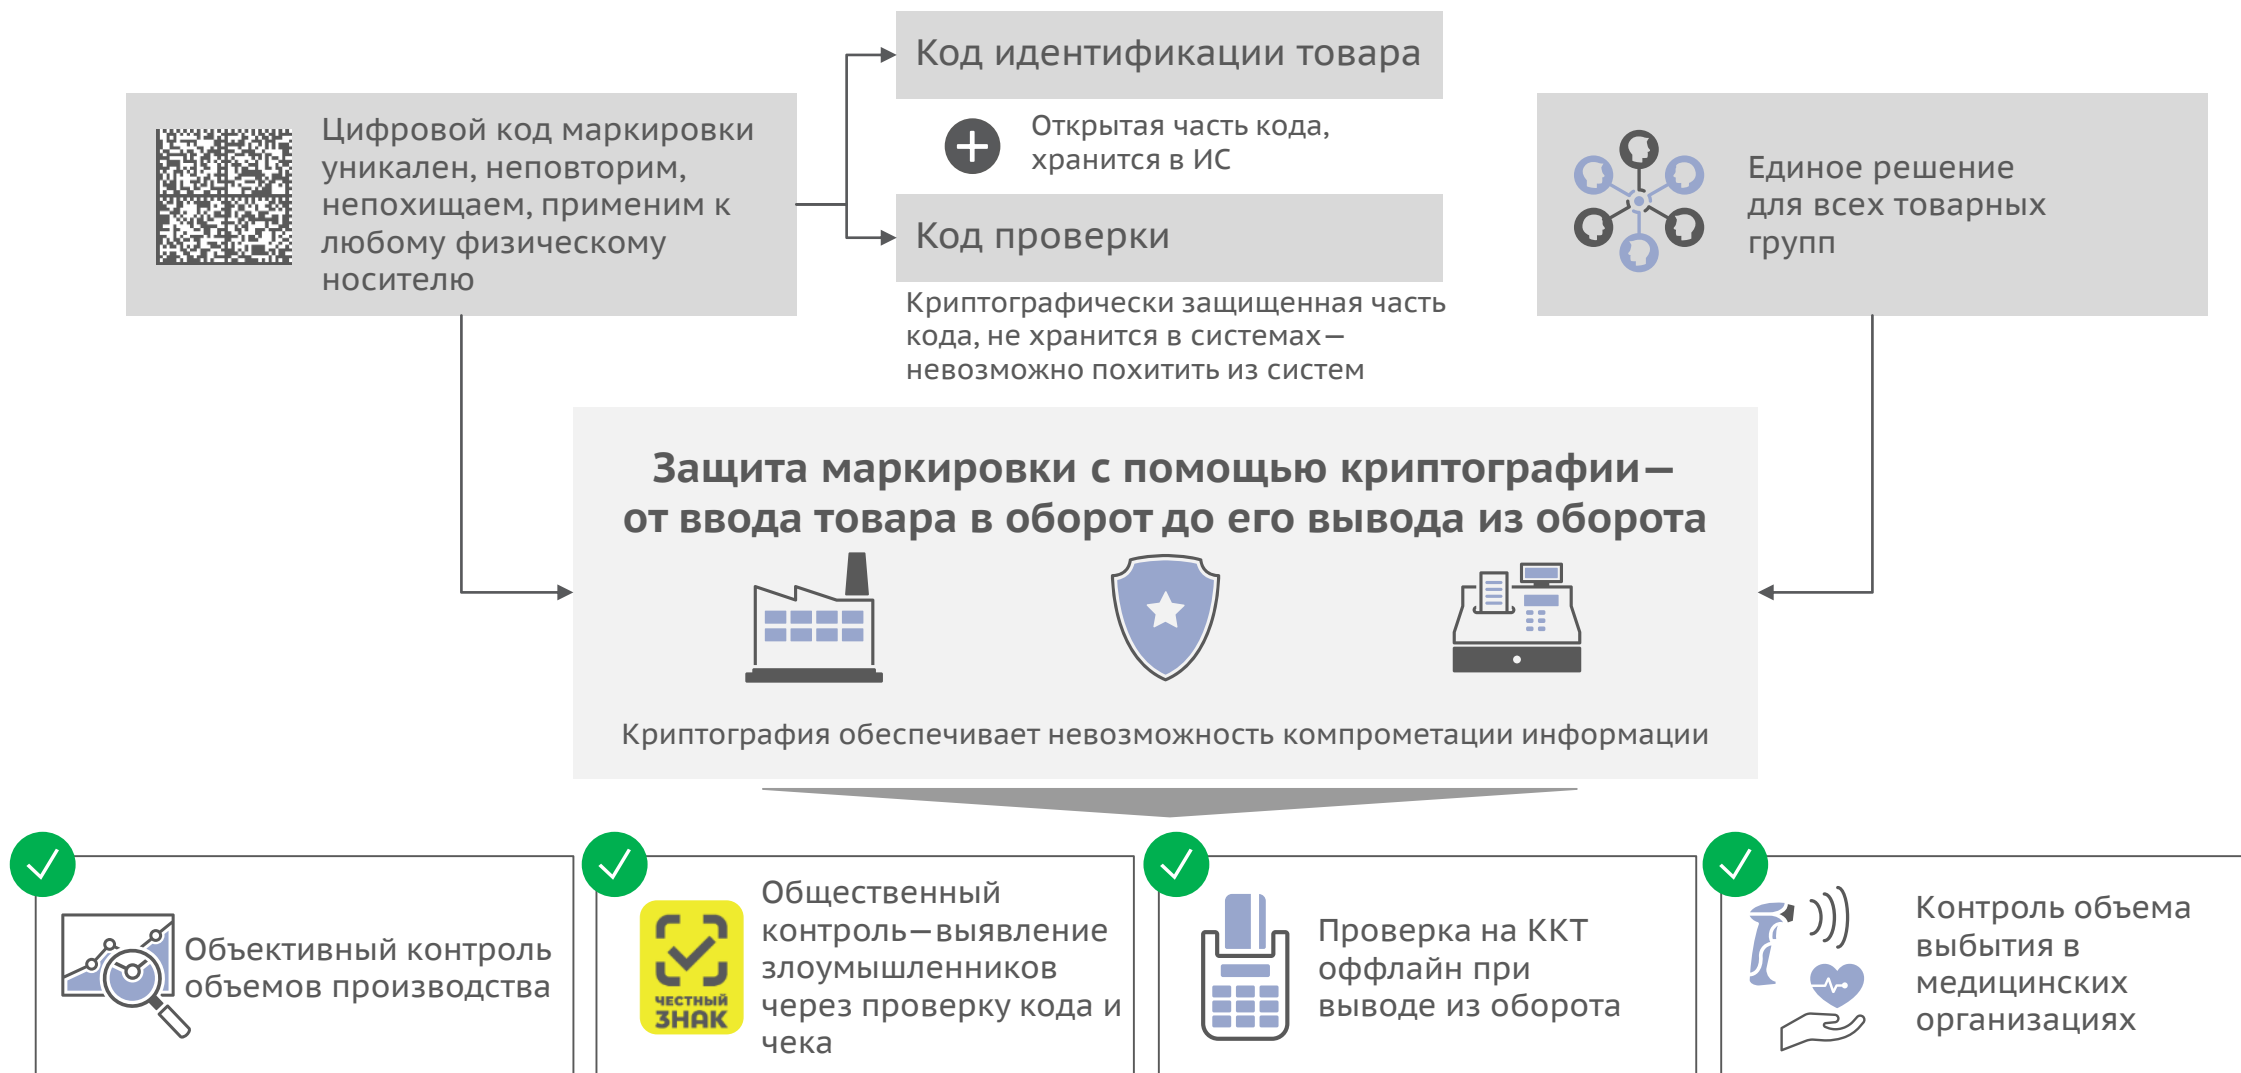 Код идентификации товара
Открытая часть кода,
хранится в ИС
Код проверки
Криптографически защищенная часть
кода, не хранится в системах—
невозможно похитить из систем
Цифровой код маркировки
уникален, неповторим,
непохищаем, применим к
любому физическому
носителю
Единое решение
для всех товарных
групп
Защита маркировки с помощью криптографии—
от ввода товара в оборот до его вывода из оборота
Криптография обеспечивает невозможность компрометации информации
Объективный контроль
объемов производства
ЧЕСТНЫЙ
ЗНАК
Общественный
контроль—выявление
злоумышленников
через проверку кода и
чека
Проверка на ККТ
оффлайн при
выводе из оборота
Контроль объема
выбытия в
медицинских
организациях